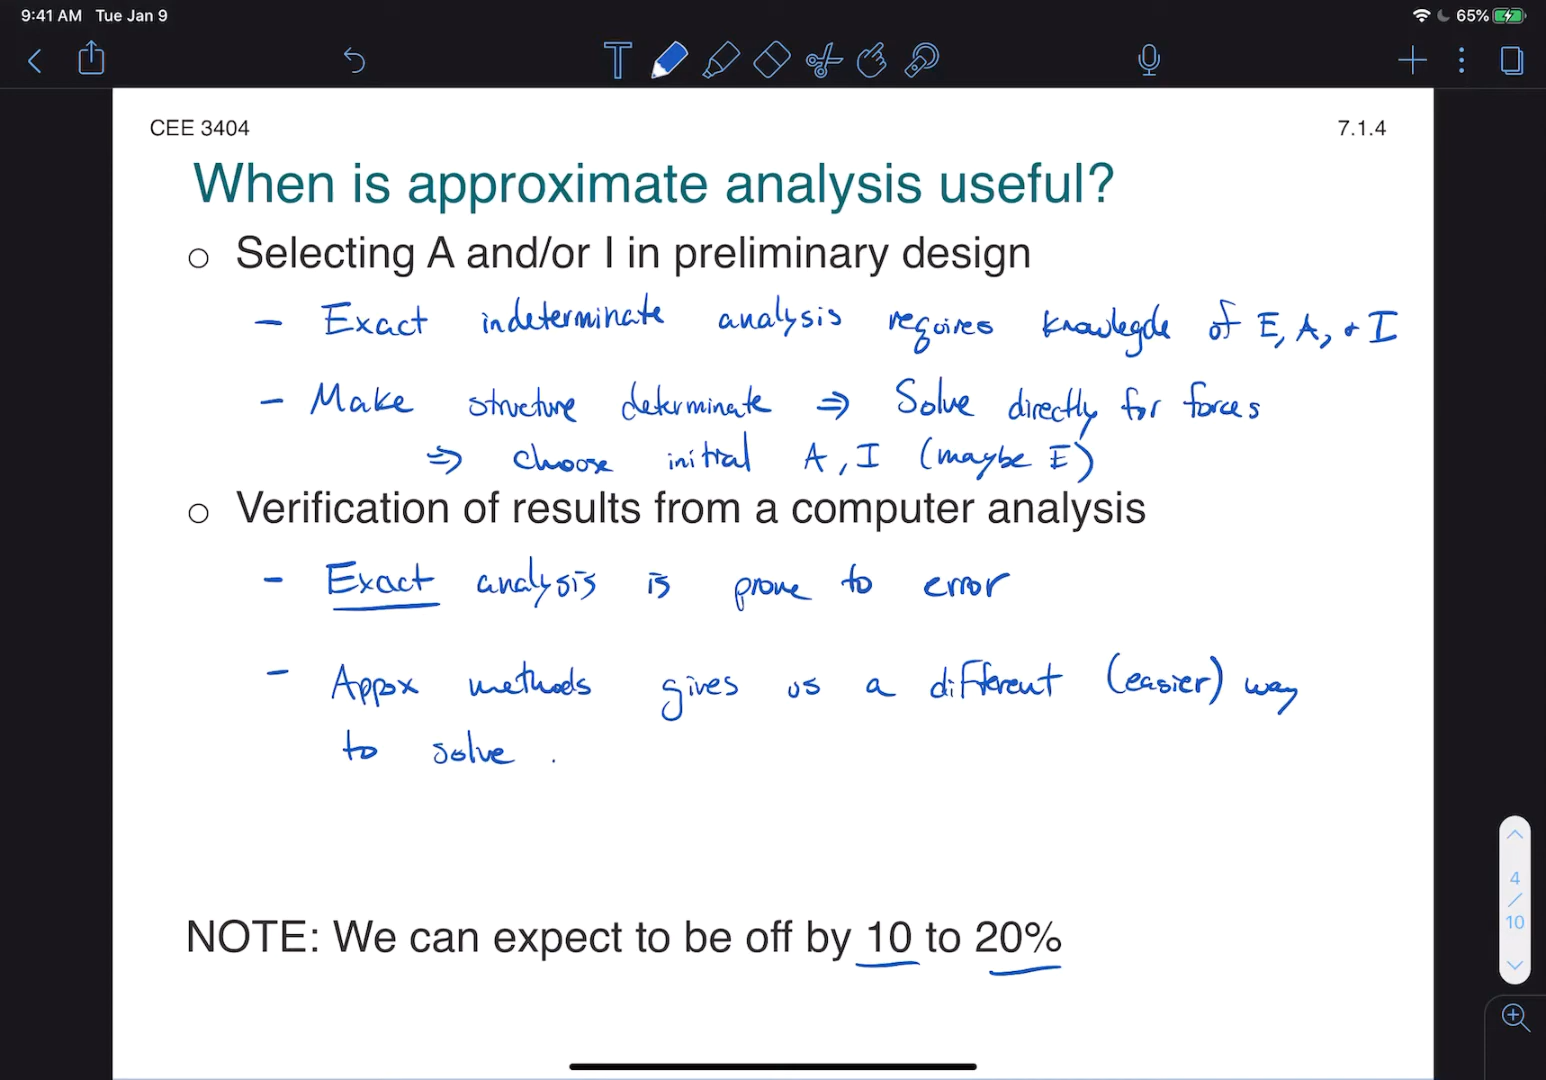 9:41 AM Tue Jan 9
65%
CEE 3404
7.1.4
When is approximate analysis useful?
○ Selecting A and/or I in preliminary design
- Exact indeterminate analysis requires knowlegde of E, A, + I
- Make structure determinate ⇒ Solve directly for forces
⇒ choose initial A, I (maybe E)
○ Verification of results from a computer analysis
- Exact analysis is prone to error
- Appox methods gives us a different (easier) way
to solve.
NOTE: We can expect to be off by 10 to 20%
4
/
10